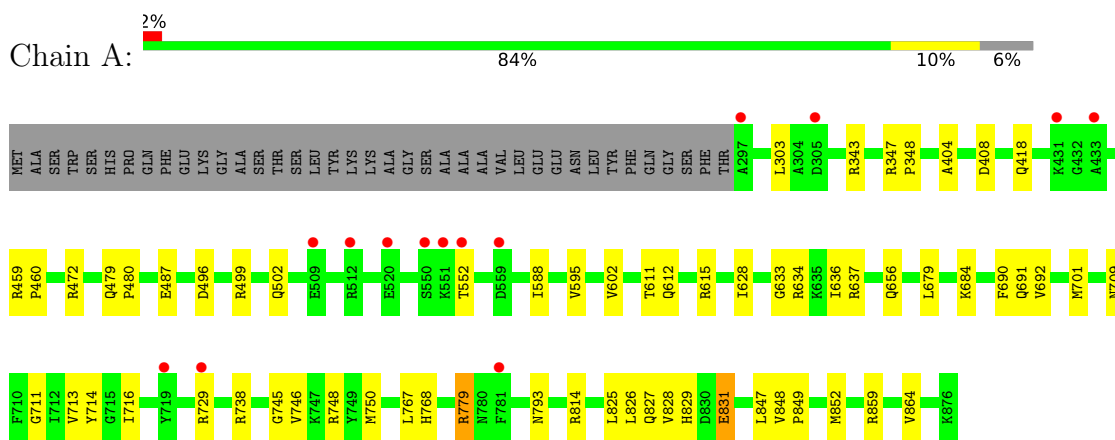 2%
Chain A:
84% 10% 6%
MET ALA SER TRP SER HIS PRO GLN PHE GLU LYS GLY ALA SER THR SER LEU TYR LYS LYS ALA GLY SER ALA ALA ALA VAL LEU GLU GLU ASN LEU TYR PHE GLN GLY SER PHE THR A297 L303 A304 D305 R343 R347 P348 A404 D408 Q418 K431 G432 A433
R459 P460 R472 Q479 P480 E487 D496 R499 Q502 E509 R512 E520 S550 K551 T552 D559 I588 V595 V602 T611 Q612 R615 I628 G633 R634 K635 I636 R637 Q656 L679 K684 F690 Q691 V692 M701 N709
F710 G711 I712 V713 Y714 G715 I716 Y719 R729 R738 G745 V746 K747 R748 Y749 M750 L767 H768 R779 N780 F781 N793 R814 L825 L826 Q827 V828 H829 D830 E831 L847 V848 P849 M852 R859 V864 K876